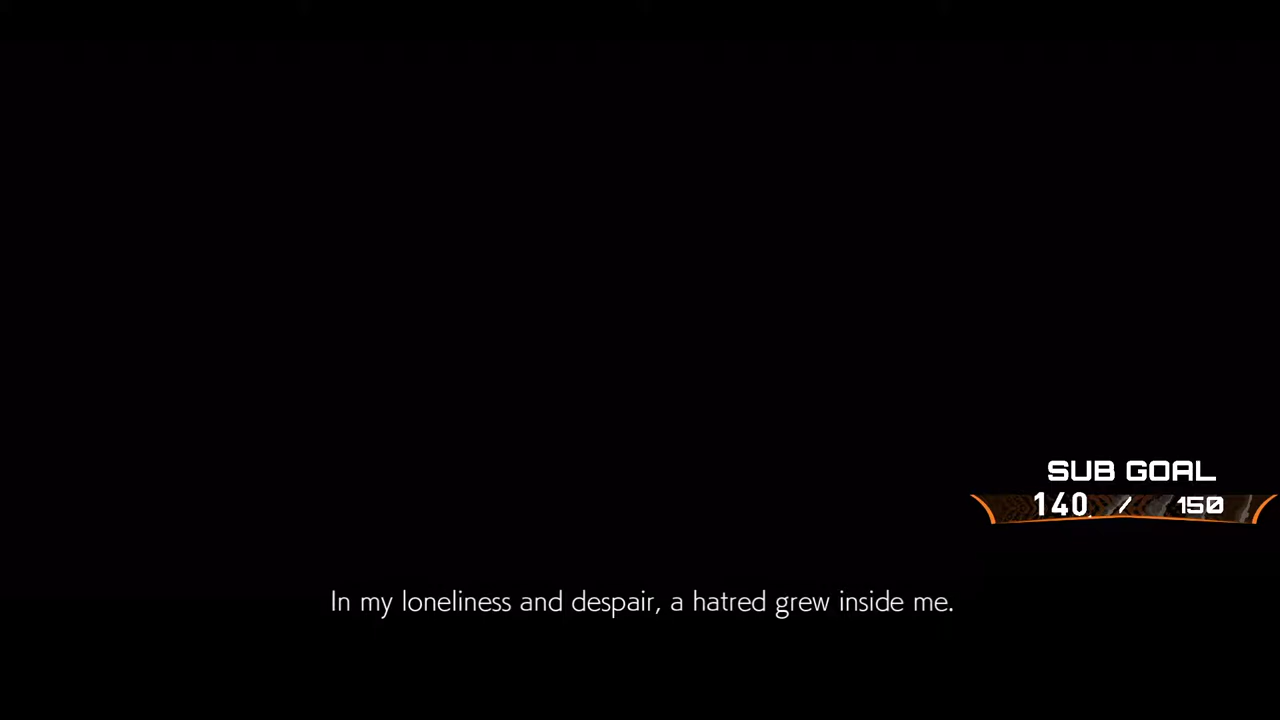 SUB GOAL
140 / 150
In my loneliness and despair, a hatred grew inside me.